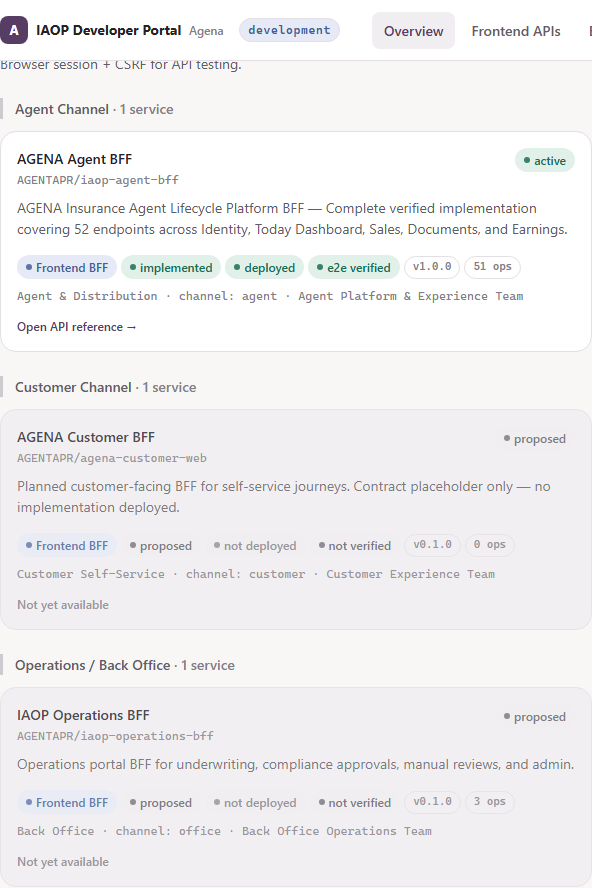 A IAOP Developer Portal Agena development Overview Frontend APIs
Browser session + CSRF for API testing.
Agent Channel · 1 service
AGENA Agent BFF
active
AGENTAPR/iaop-agent-bff
AGENA Insurance Agent Lifecycle Platform BFF — Complete verified implementation
covering 52 endpoints across Identity, Today Dashboard, Sales, Documents, and Earnings.
Frontend BFF implemented deployed e2e verified v1.0.0 51 ops
Agent & Distribution · channel: agent · Agent Platform & Experience Team
Open API reference →
Customer Channel · 1 service
AGENA Customer BFF
proposed
AGENTAPR/agena-customer-web
Planned customer-facing BFF for self-service journeys. Contract placeholder only — no
implementation deployed.
Frontend BFF proposed not deployed not verified v0.1.0 0 ops
Customer Self-Service · channel: customer · Customer Experience Team
Not yet available
Operations / Back Office · 1 service
IAOP Operations BFF
proposed
AGENTAPR/iaop-operations-bff
Operations portal BFF for underwriting, compliance approvals, manual reviews, and admin.
Frontend BFF proposed not deployed not verified v0.1.0 3 ops
Back Office · channel: office · Back Office Operations Team
Not yet available